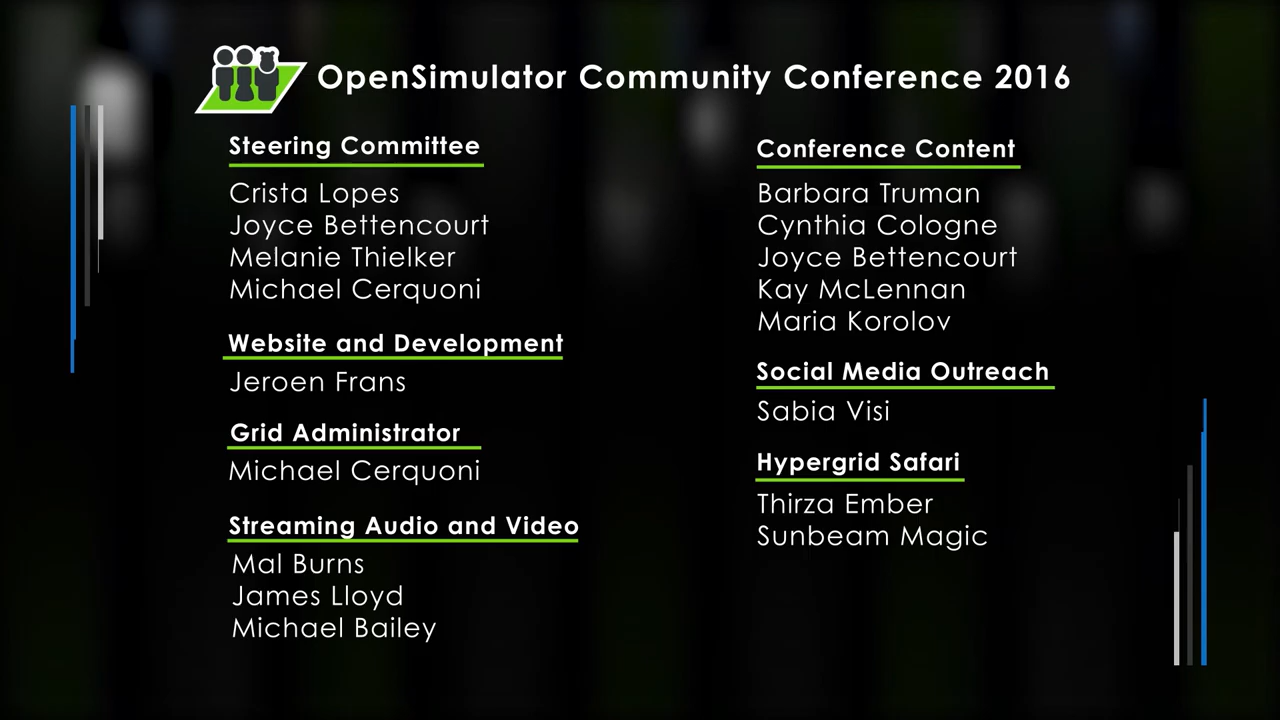 OpenSimulator Community Conference 2016
Steering Committee
Crista Lopes
Joyce Bettencourt
Melanie Thielker
Michael Cerquoni
Website and Development
Jeroen Frans
Grid Administrator
Michael Cerquoni
Streaming Audio and Video
Mal Burns
James Lloyd
Michael Bailey
Conference Content
Barbara Truman
Cynthia Cologne
Joyce Bettencourt
Kay McLennan
Maria Korolov
Social Media Outreach
Sabia Visi
Hypergrid Safari
Thirza Ember
Sunbeam Magic